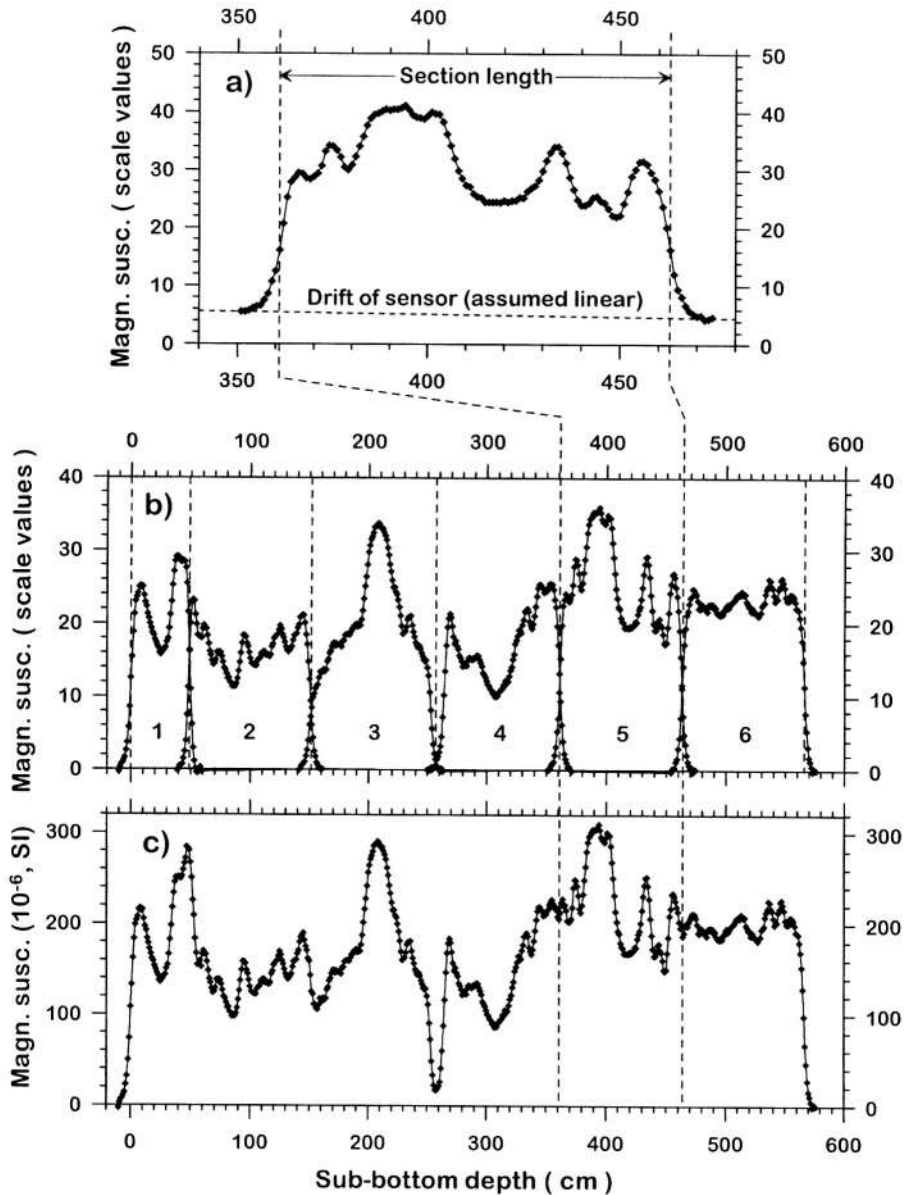 350 400 450
a)
Section length
50 40 30 20 10 0
Magn. susc. ( scale values)
50 40 30 20 10 0
Drift of sensor (assumed linear)
350 400 450
0 100 200 300 400 500 600
b)
40 30 20 10 0
Magn. susc. ( scale values)
40 30 20 10 0
1 2 3 4 5 6
c)
300 200 100 0
Magn. susc. (10⁻⁶, SI)
300 200 100 0
0 100 200 300 400 500 600
Sub-bottom depth ( cm )